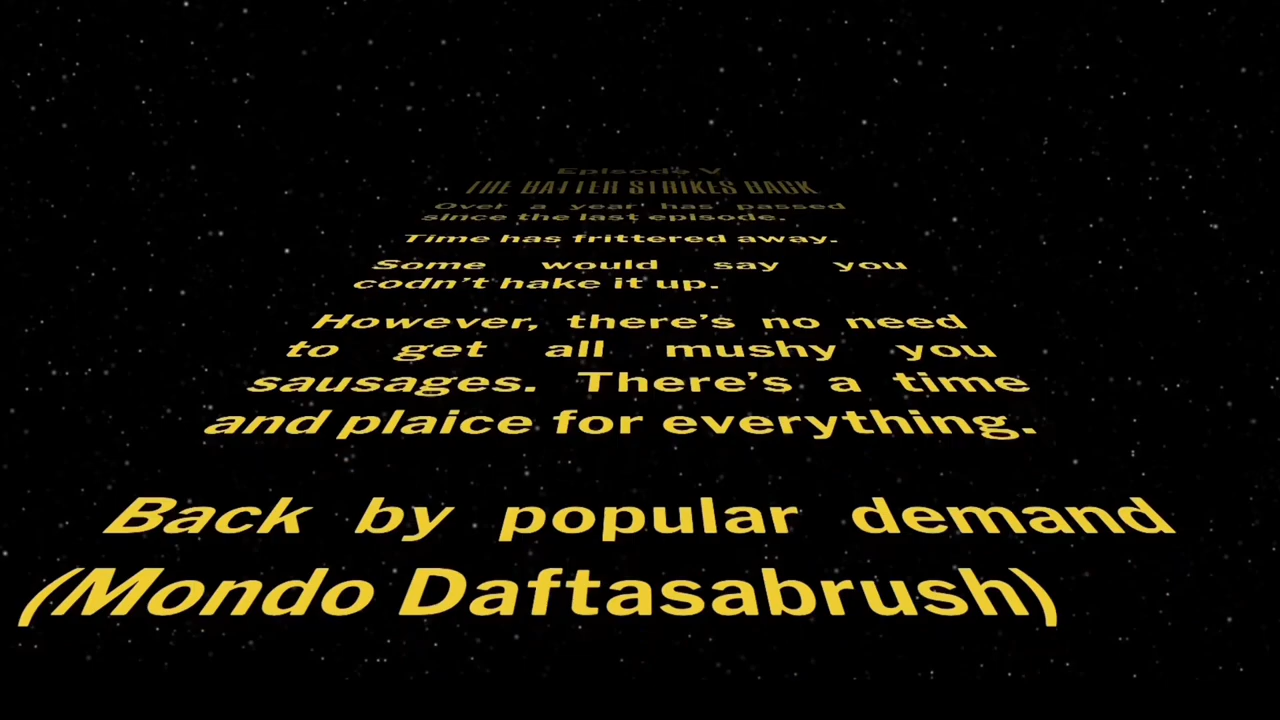 Episode V
THE BATTER STRIKES BACK
Over a year has passed
since the last episode.
Time has frittered away.
Some would say you
codn't hake it up.
However, there's no need
to get all mushy you
sausages. There's a time
and plaice for everything.
Back by popular demand
(Mondo Daftasabrush)